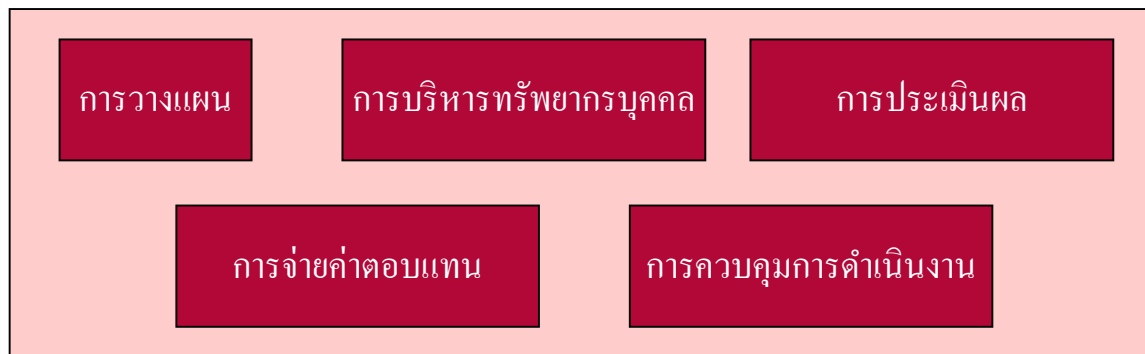 การวางแผน
การบริหารทรัพยากรบุคคล
การประเมินผล
การจ่ายค่าตอบแทน
การควบคุมการดำเนินงาน